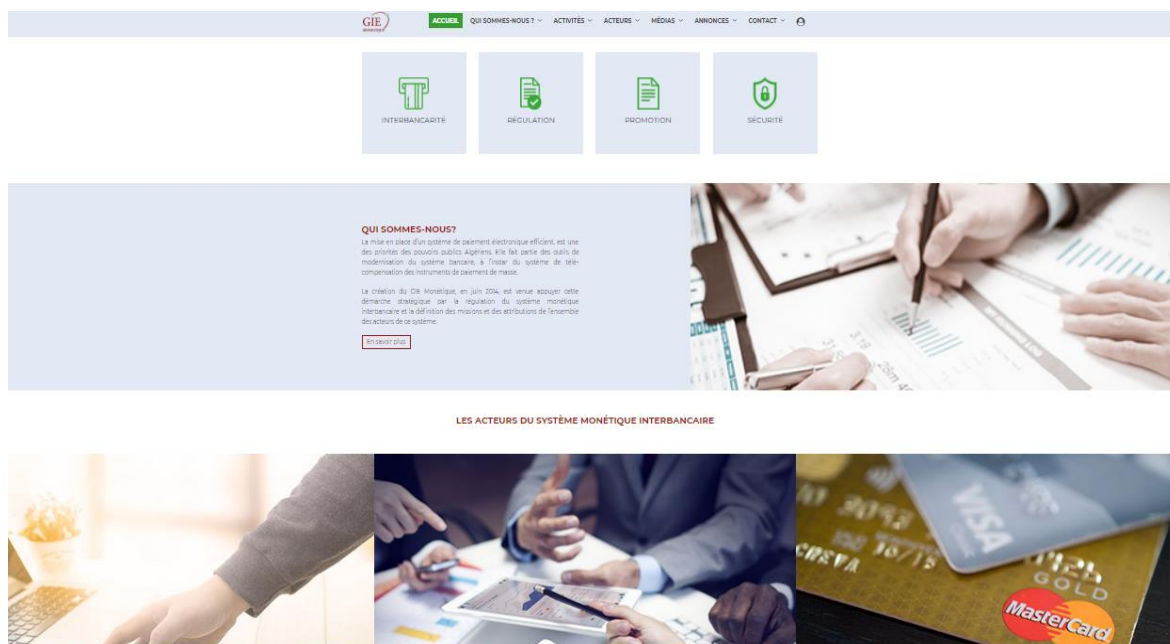 GIE
MONÉTIQUE
ACCUEIL QUI SOMMES-NOUS ? ACTIVITÉS ACTEURS MÉDIAS ANNONCES CONTACT
INTERBANCARITÉ RÉGULATION PROMOTION SÉCURITÉ
QUI SOMMES-NOUS?
La mise en place d'un système de paiement électronique efficient, est une
des priorités des pouvoirs publics Algériens. Elle fait partie des outils de
modernisation du système bancaire, à l'instar du système de télé-
compensation des instruments de paiement de masse.
La création du GIE Monétique, en juin 2014, est venue appuyer cette
démarche stratégique par la régulation du système monétique
interbancaire et la définition des missions et des attributions de l'ensemble
des acteurs de ce système.
En savoir plus
3.19
LES ACTEURS DU SYSTÈME MONÉTIQUE INTERBANCAIRE
VISA
GOLD
MasterCard